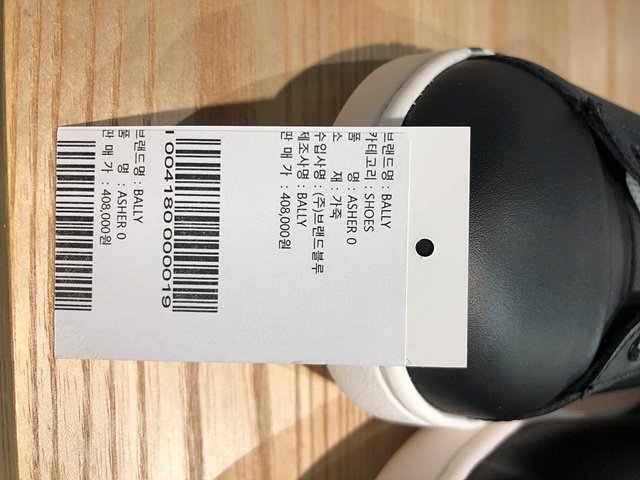 브랜드명 : BALLY
카테고리 : SHOES
품 명 : ASHER 0
소 재 : 가죽
수입사명 : (주)브랜드블루
제조사명 : BALLY
판 매 가 : 408,000원
1 004180 000019
브랜드명 : BALLY
품 명 : ASHER 0
판 매 가 : 408,000원